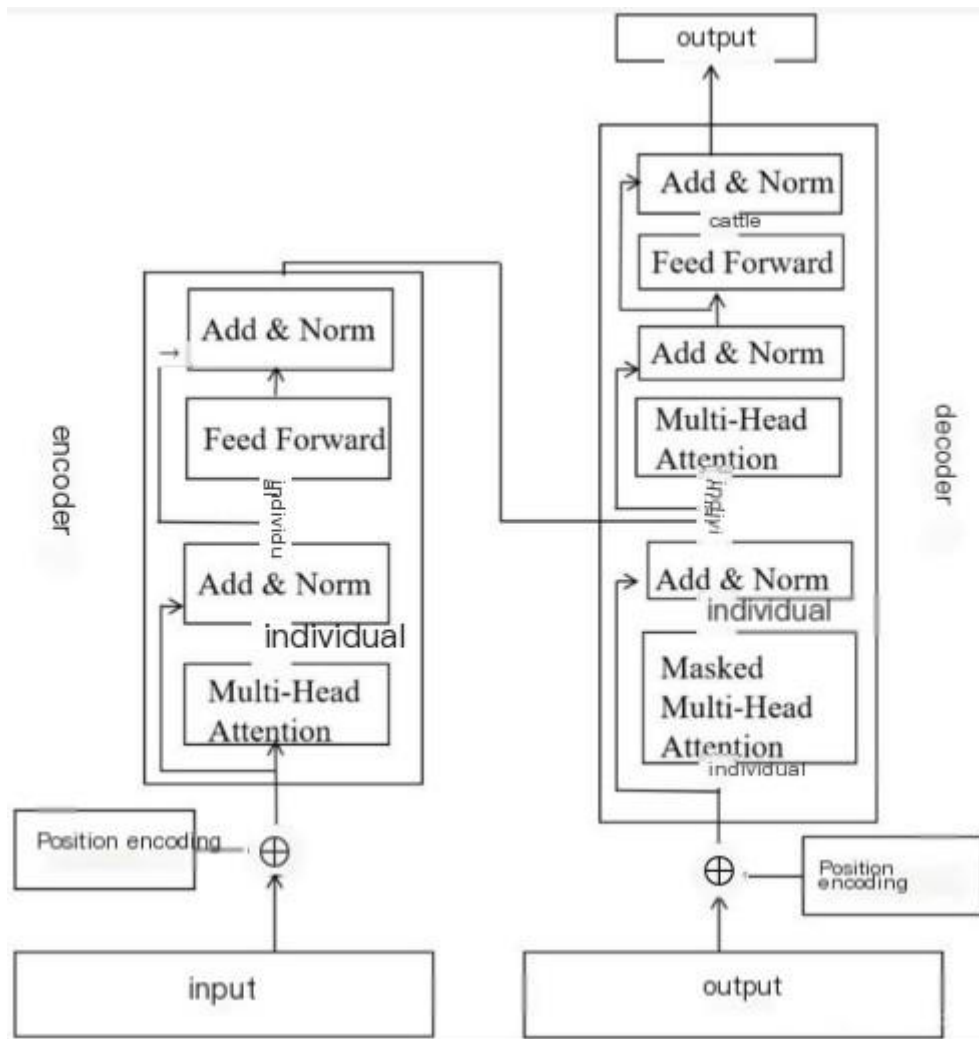 output
Add & Norm
cattle
Feed Forward
Add & Norm
Multi-Head
Attention
Add & Norm
individual
Masked
Multi-Head
Attention
individual
decoder
Position
encoding
output
Add & Norm
Feed Forward
individu
Add & Norm
individual
Multi-Head
Attention
encoder
Position encoding
input